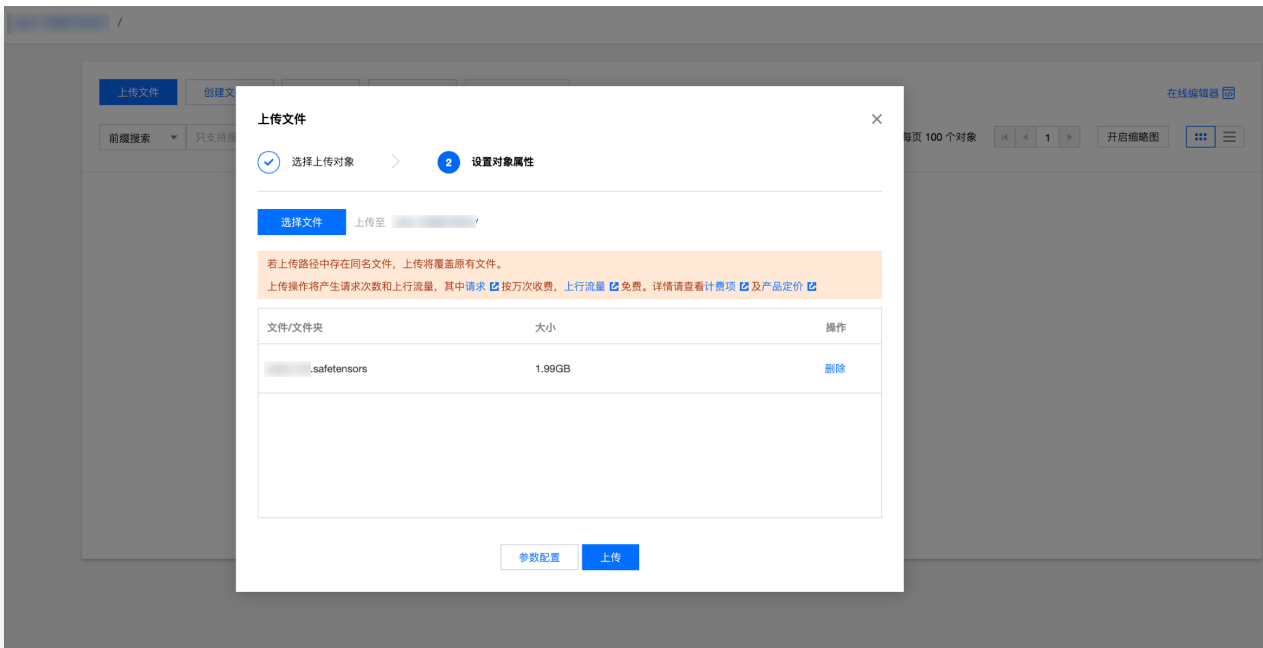 /
上传文件
创建文
在线编辑器
前缀搜索
只支持搜
每页 100 个对象
1
开启缩略图
上传文件
选择上传对象
2 设置对象属性
选择文件 上传至 /
若上传路径中存在同名文件，上传将覆盖原有文件。
上传操作将产生请求次数和上行流量，其中请求 按万次收费，上行流量 免费。详情请查看计费项 及产品定价
文件/文件夹 大小 操作
.safetensors 1.99GB 删除
参数配置 上传